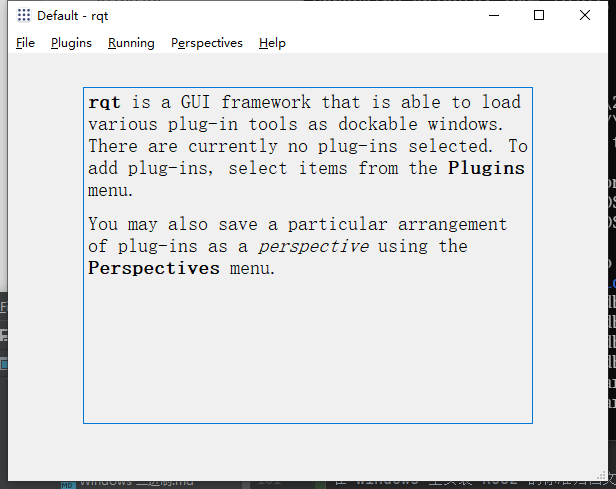 Default - rqt
File Plugins Running Perspectives Help
rqt is a GUI framework that is able to load
various plug-in tools as dockable windows.
There are currently no plug-ins selected. To
add plug-ins, select items from the Plugins
menu.
You may also save a particular arrangement
of plug-ins as a perspective using the
Perspectives menu.